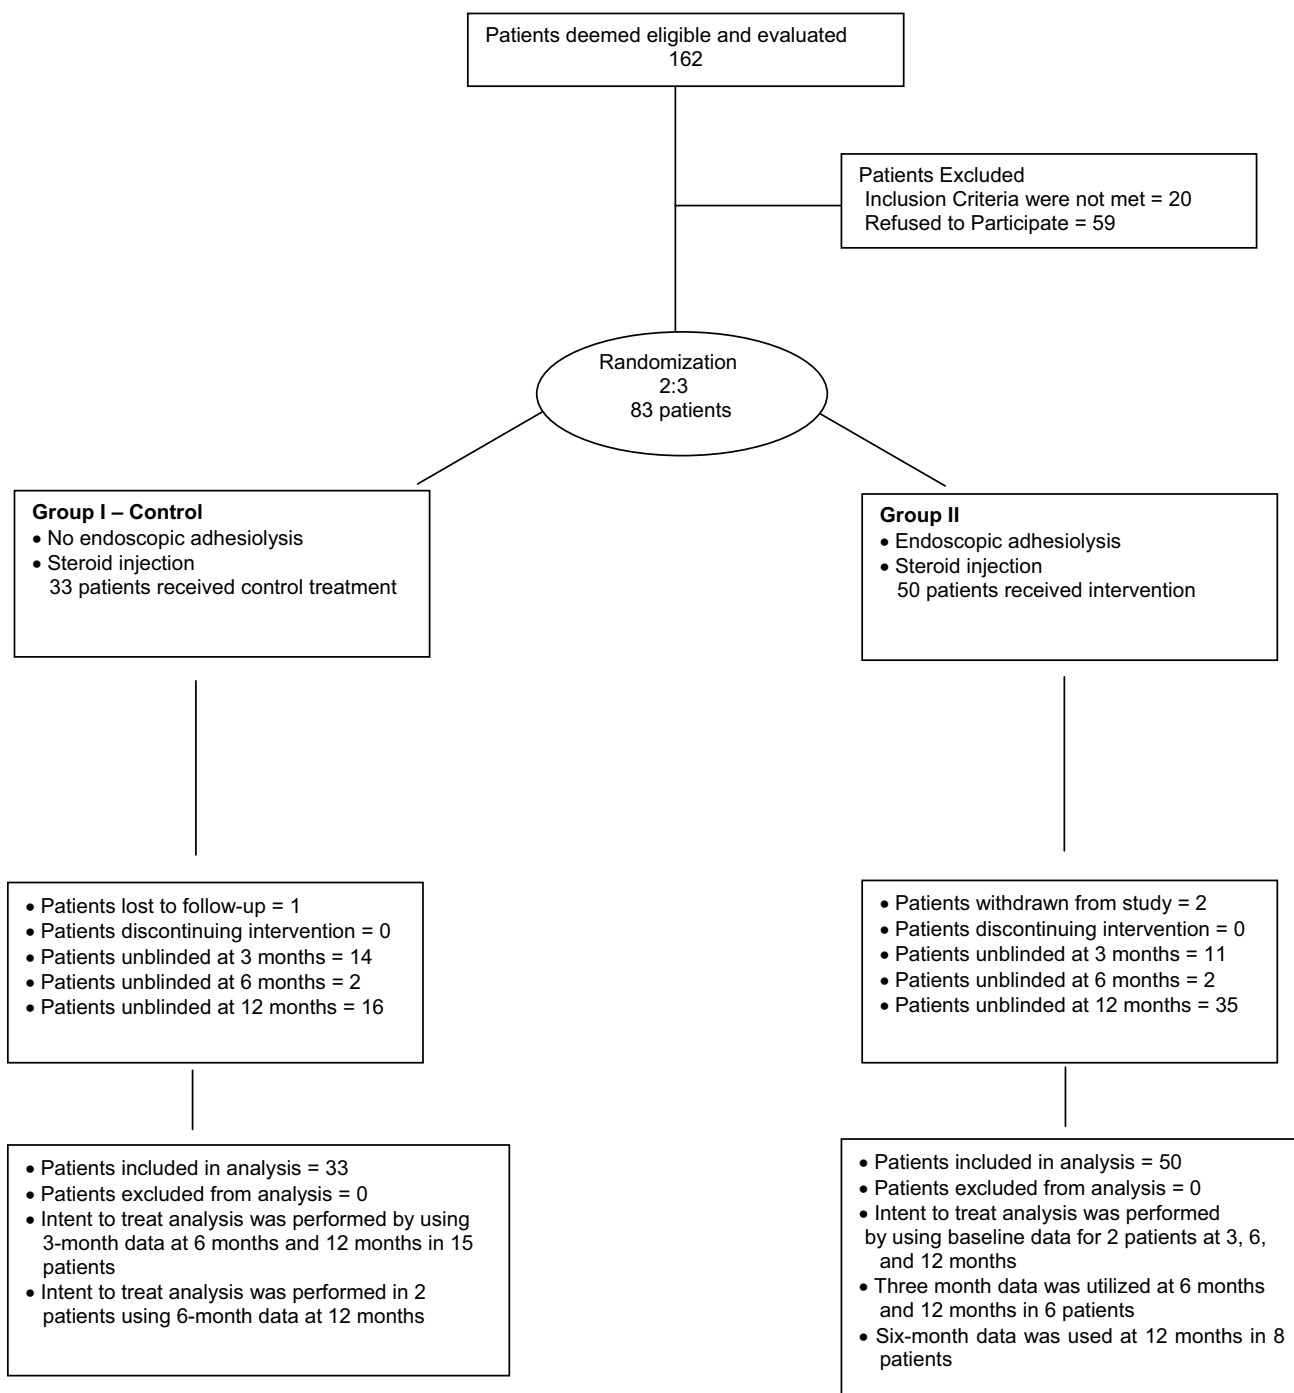 Patients deemed eligible and evaluated
162
Patients Excluded
Inclusion Criteria were not met = 20
Refused to Participate = 59
Randomization
2:3
83 patients
Group I – Control
• No endoscopic adhesiolysis
• Steroid injection
33 patients received control treatment
Group II
• Endoscopic adhesiolysis
• Steroid injection
50 patients received intervention
• Patients lost to follow-up = 1
• Patients discontinuing intervention = 0
• Patients unblinded at 3 months = 14
• Patients unblinded at 6 months = 2
• Patients unblinded at 12 months = 16
• Patients withdrawn from study = 2
• Patients discontinuing intervention = 0
• Patients unblinded at 3 months = 11
• Patients unblinded at 6 months = 2
• Patients unblinded at 12 months = 35
• Patients included in analysis = 33
• Patients excluded from analysis = 0
• Intent to treat analysis was performed by using
3-month data at 6 months and 12 months in 15
patients
• Intent to treat analysis was performed in 2
patients using 6-month data at 12 months
• Patients included in analysis = 50
• Patients excluded from analysis = 0
• Intent to treat analysis was performed
by using baseline data for 2 patients at 3, 6,
and 12 months
• Three month data was utilized at 6 months
and 12 months in 6 patients
• Six-month data was used at 12 months in 8
patients